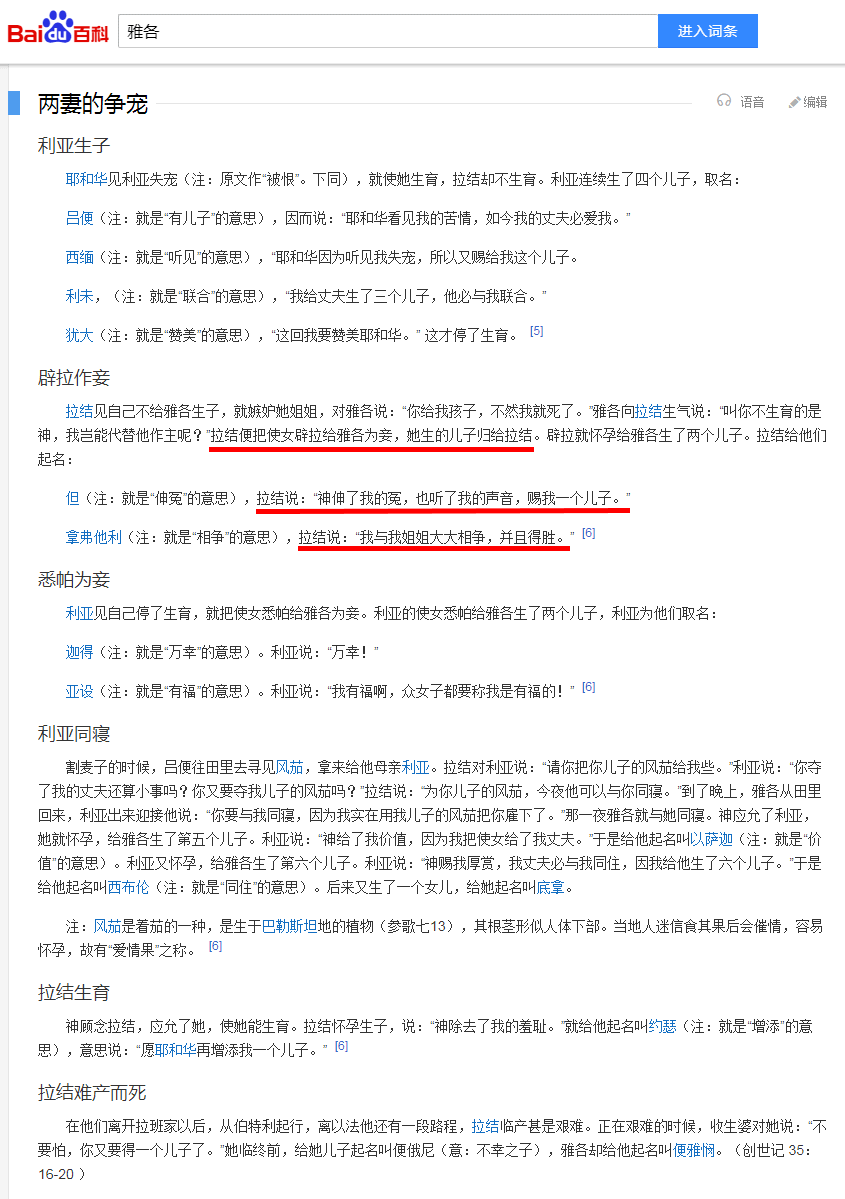 Baidu百科
雅各
进入词条
两妻的争宠
语音
编辑
利亚生子
耶和华见利亚失宠（注：原文作“被恨”。下同），就使她生育，拉结却不生育。利亚连续生了四个儿子，取名：
吕便（注：就是“有儿子”的意思），因而说：“耶和华看见我的苦情，如今我的丈夫必爱我。”
西缅（注：就是“听见”的意思），“耶和华因为听见我失宠，所以又赐给我这个儿子。
利未，（注：就是“联合”的意思），“我给丈夫生了三个儿子，他必与我联合。”
犹大（注：就是“赞美”的意思），“这回我要赞美耶和华。” 这才停了生育。 [5]
辟拉作妾
拉结见自己不给雅各生子，就嫉妒她姐姐，对雅各说：“你给我孩子，不然我就死了。”雅各向拉结生气说：“叫你不生育的是
神，我岂能代替他作主呢？”拉结便把使女辟拉给雅各为妾，她生的儿子归给拉结。辟拉就怀孕给雅各生了两个儿子。拉结给他们
起名：
但（注：就是“伸冤”的意思），拉结说：“神伸了我的冤，也听了我的声音，赐我一个儿子。”
拿弗他利（注：就是“相争”的意思），拉结说：“我与我姐姐大大相争，并且得胜。” [6]
悉帕为妾
利亚见自己停了生育，就把使女悉帕给雅各为妾。利亚的使女悉帕给雅各生了两个儿子，利亚为他们取名：
迦得（注：就是“万幸”的意思）。利亚说：“万幸！”
亚设（注：就是“有福”的意思）。利亚说：“我有福啊，众女子都要称我是有福的！” [6]
利亚同寝
割麦子的时候，吕便往田里去寻见风茄，拿来给他母亲利亚。拉结对利亚说：“请你把你儿子的风茄给我些。”利亚说：“你夺
了我的丈夫还算小事吗？你又要夺我儿子的风茄吗？”拉结说：“为你儿子的风茄，今夜他可以与你同寝。”到了晚上，雅各从田里
回来，利亚出来迎接他说：“你要与我同寝，因为我实在用我儿子的风茄把你雇下了。”那一夜雅各就与她同寝。神应允了利亚，
她就怀孕，给雅各生了第五个儿子。利亚说：“神给了我价值，因为我把使女给了我丈夫。”于是给他起名叫以萨迦（注：就是“价
值”的意思）。利亚又怀孕，给雅各生了第六个儿子。利亚说：“神赐我厚赏，我丈夫必与我同住，因我给他生了六个儿子。”于是
给他起名叫西布伦（注：就是“同住”的意思）。后来又生了一个女儿，给她起名叫底拿。
注：风茄是着茄的一种，是生于巴勒斯坦地的植物（参歌七13），其根茎形似人体下部。当地人迷信食其果后会催情，容易
怀孕，故有“爱情果”之称。 [6]
拉结生育
神顾念拉结，应允了她，使她能生育。拉结怀孕生子，说：“神除去了我的羞耻。”就给他起名叫约瑟（注：就是“增添”的意
思），意思说：“愿耶和华再增添我一个儿子。” [6]
拉结难产而死
在他们离开拉班家以后，从伯特利起行，离以法他还有一段路程，拉结临产甚是艰难。正在艰难的时候，收生婆对她说：“不
要怕，你又要得一个儿子了。”她临终前，给她儿子起名叫便俄尼（意：不幸之子），雅各却给他起名叫便雅悯。（创世记 35：
16-20 ）